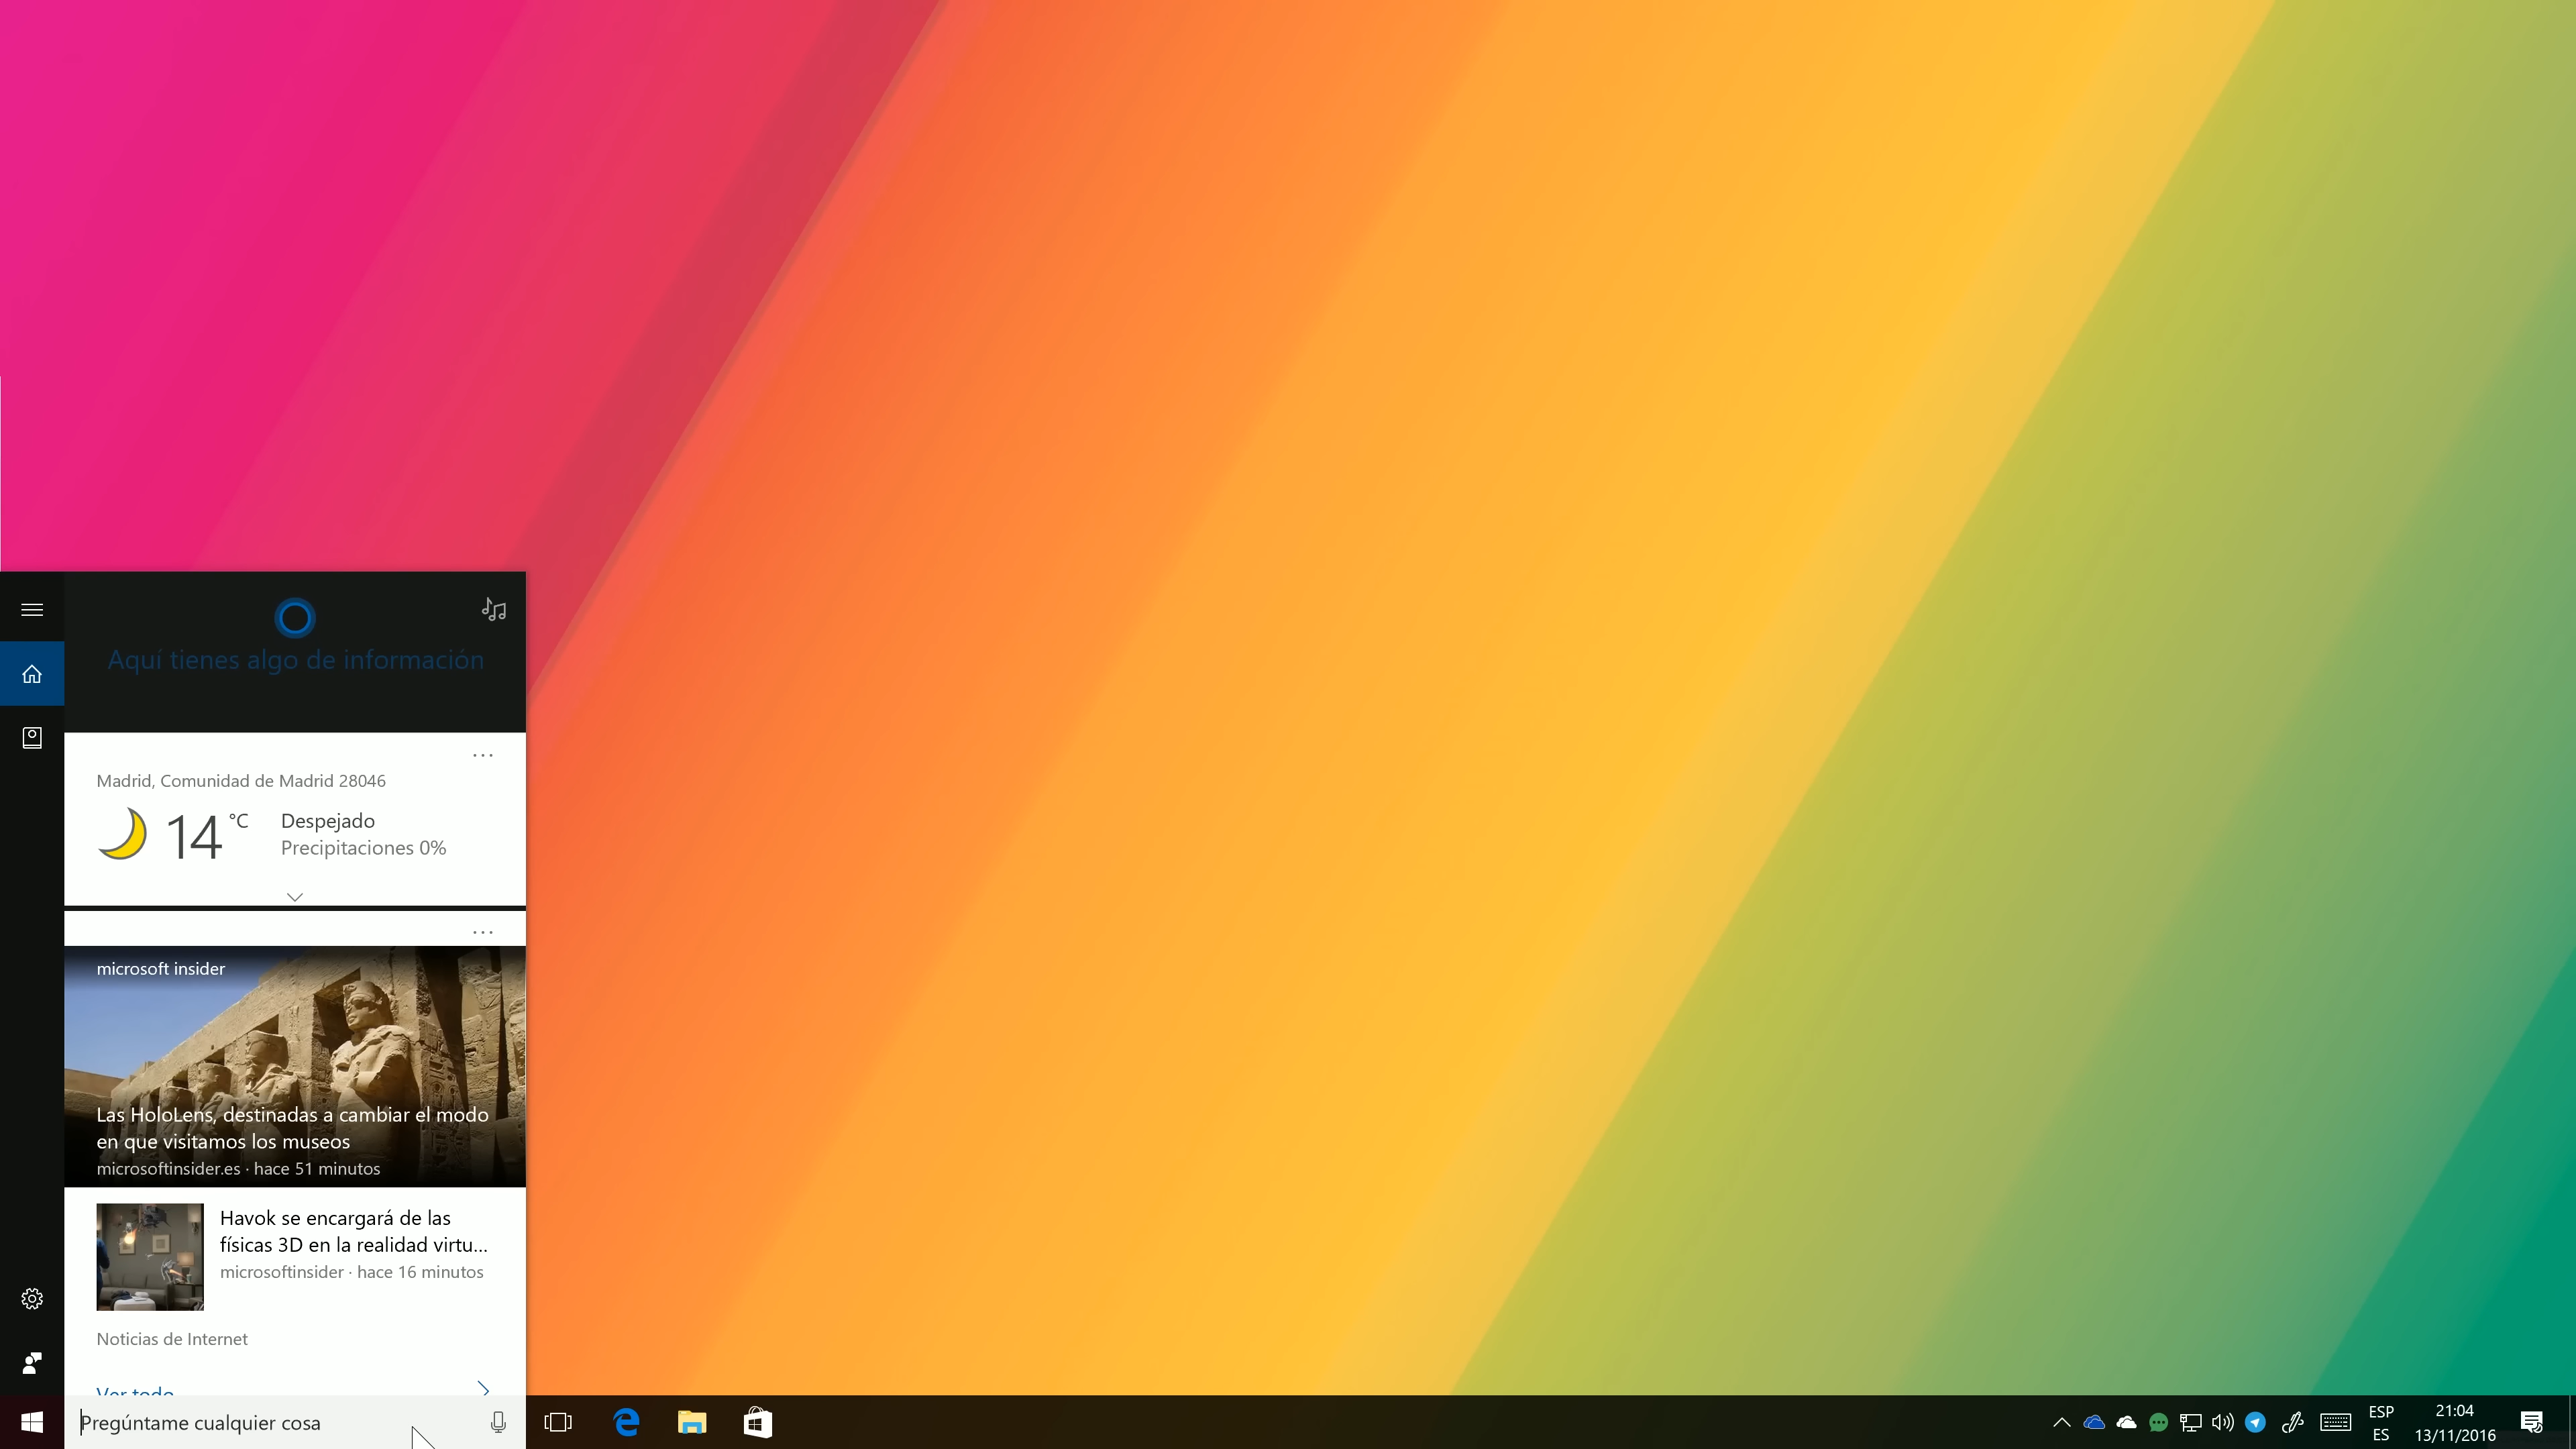 Aquí tienes algo de información
Madrid, Comunidad de Madrid 28046
14 °C
Despejado
Precipitaciones 0%
microsoft insider
Las HoloLens, destinadas a cambiar el modo
en que visitamos los museos
microsoftinsider.es · hace 51 minutos
Havok se encargará de las
físicas 3D en la realidad virtu...
microsoftinsider · hace 16 minutos
Noticias de Internet
Ver todo
Pregúntame cualquier cosa
ESP
ES
21:04
13/11/2016